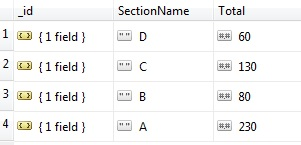 _id SectionName Total
1 { 1 field } "" D #.# 60
2 { 1 field } "" C #.# 130
3 { 1 field } "" B #.# 80
4 { 1 field } "" A #.# 230